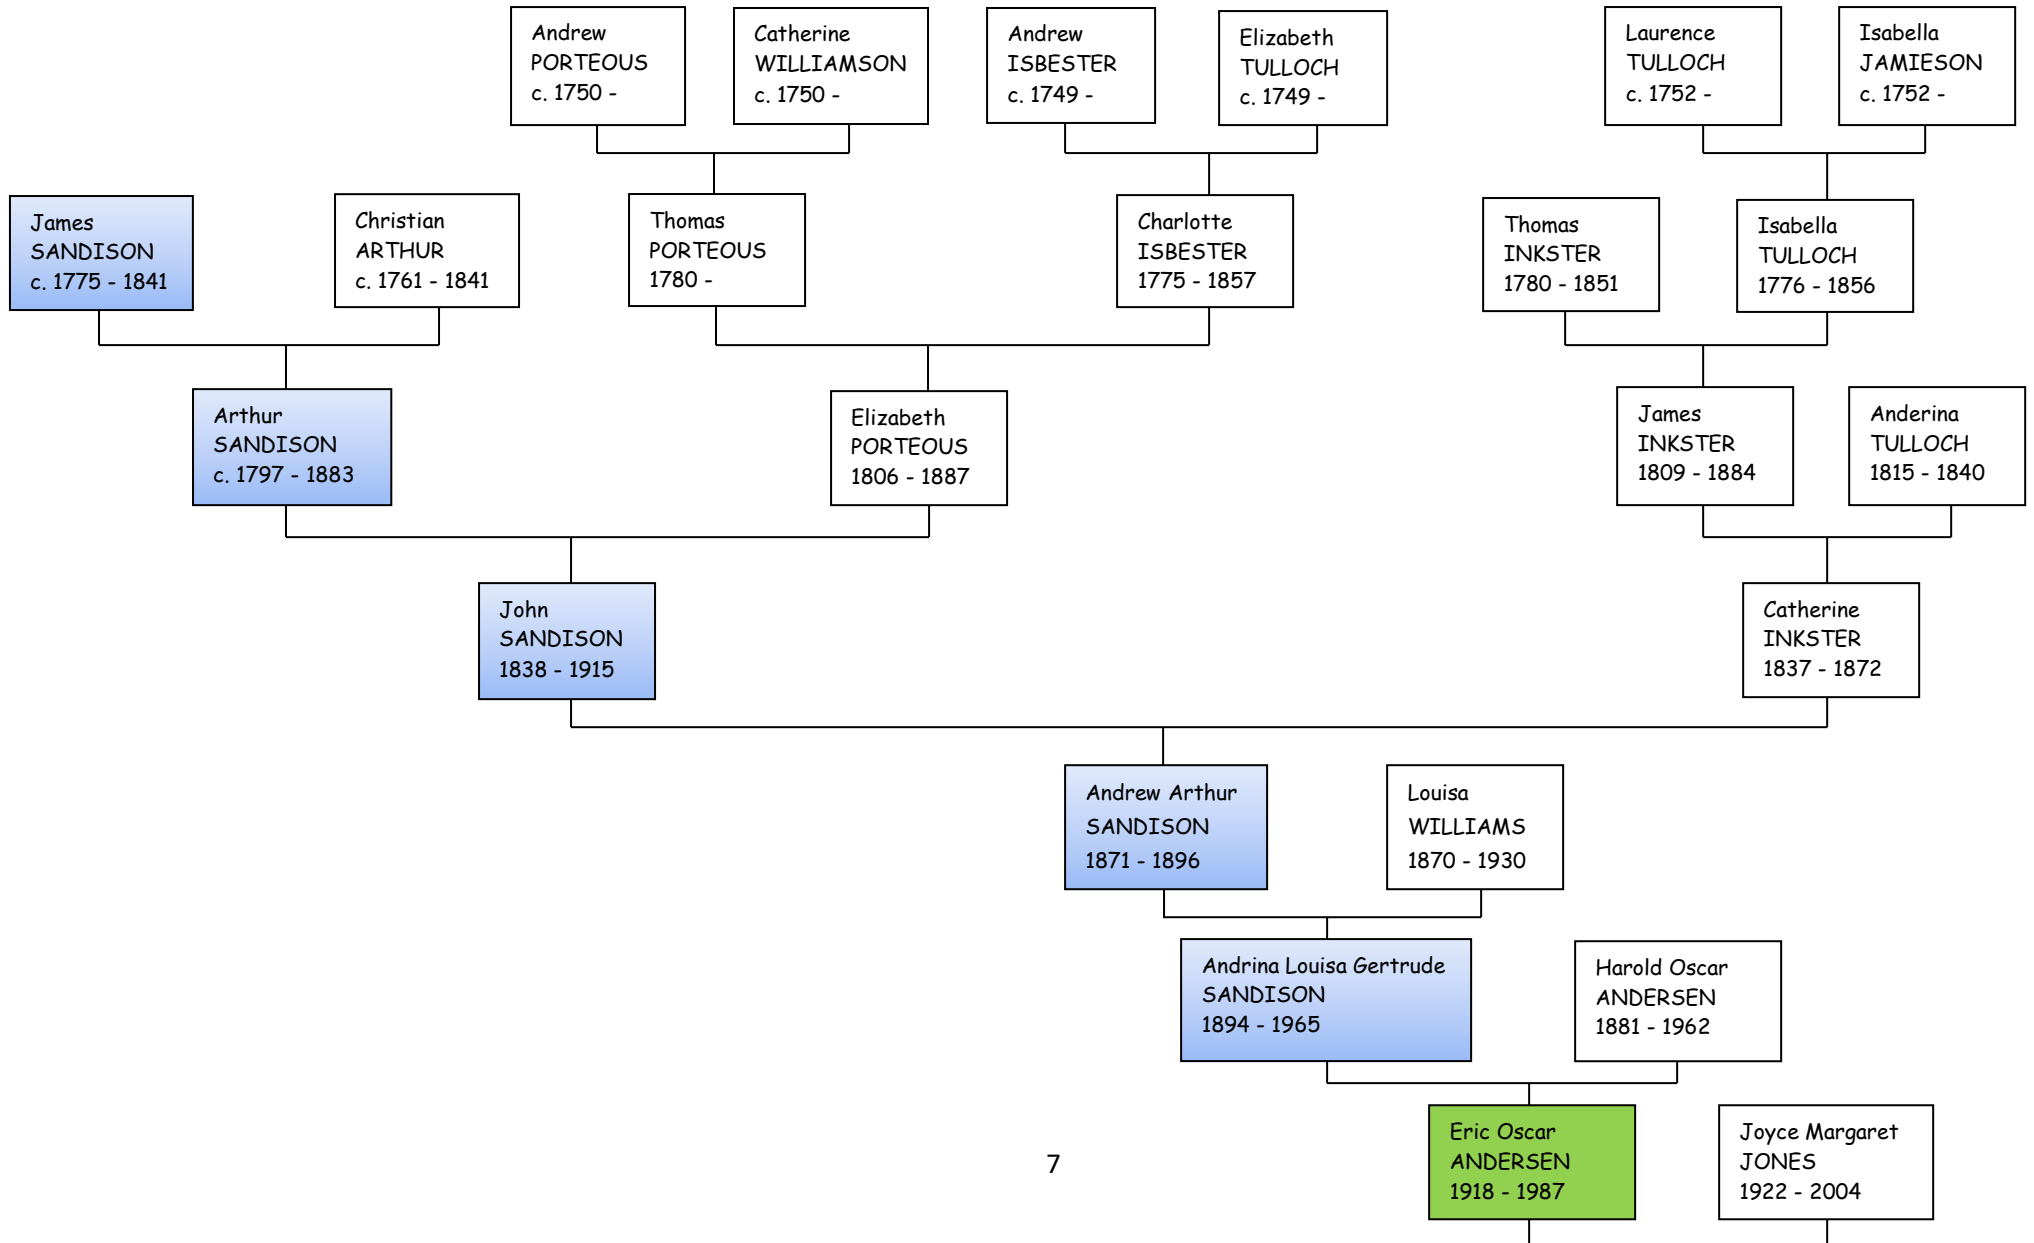 Andrew
PORTEOUS
c. 1750 -
Catherine
WILLIAMSON
c. 1750 -
Andrew
ISBESTER
c. 1749 -
Elizabeth
TULLOCH
c. 1749 -
Laurence
TULLOCH
c. 1752 -
Isabella
JAMIESON
c. 1752 -
James
SANDISON
c. 1775 - 1841
Christian
ARTHUR
c. 1761 - 1841
Thomas
PORTEOUS
1780 -
Charlotte
ISBESTER
1775 - 1857
Thomas
INKSTER
1780 - 1851
Isabella
TULLOCH
1776 - 1856
Arthur
SANDISON
c. 1797 - 1883
Elizabeth
PORTEOUS
1806 - 1887
James
INKSTER
1809 - 1884
Anderina
TULLOCH
1815 - 1840
John
SANDISON
1838 - 1915
Catherine
INKSTER
1837 - 1872
Andrew Arthur
SANDISON
1871 - 1896
Louisa
WILLIAMS
1870 - 1930
Andrina Louisa Gertrude
SANDISON
1894 - 1965
Harold Oscar
ANDERSEN
1881 - 1962
Eric Oscar
ANDERSEN
1918 - 1987
Joyce Margaret
JONES
1922 - 2004
7